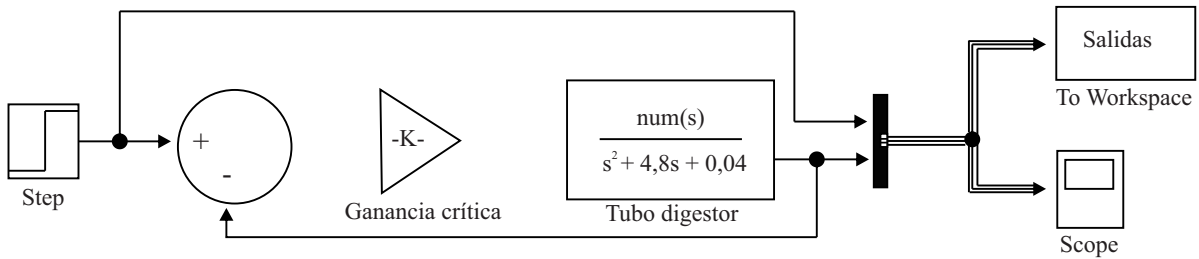 Step
+
-
-K-
Ganancia crítica
num(s)
s² + 4,8s + 0,04
Tubo digestor
Salidas
To Workspace
Scope